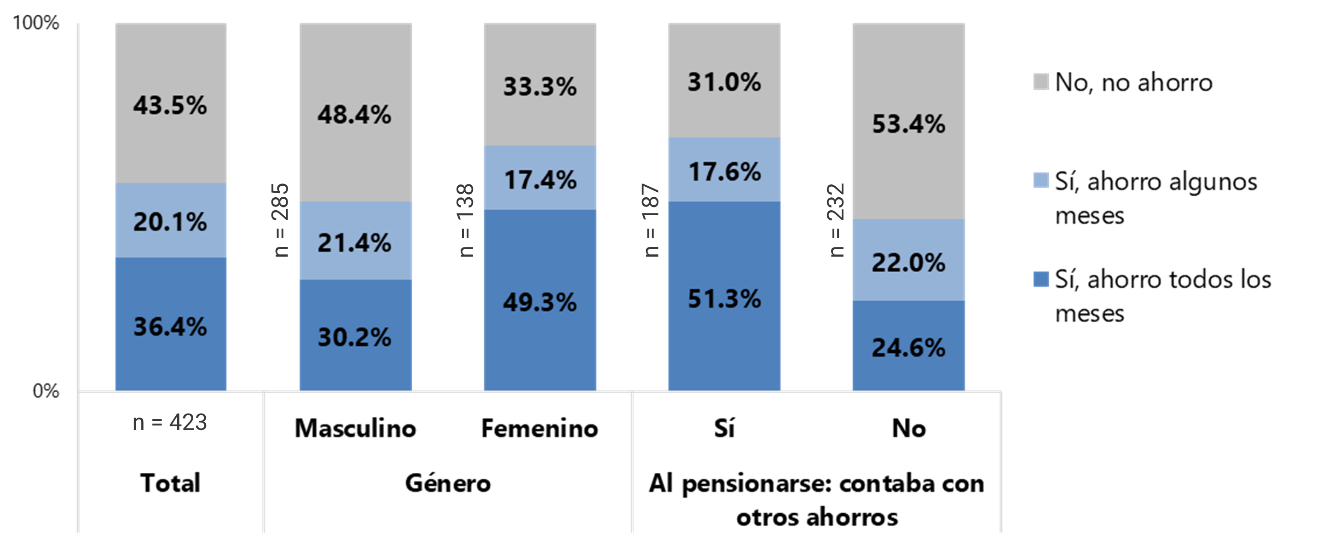 100%
43.5%
48.4%
33.3%
31.0%
53.4%
No, no ahorro
20.1%
21.4%
17.4%
17.6%
22.0%
Sí, ahorro algunos
meses
n = 285
n = 138
n = 187
n = 232
36.4%
30.2%
49.3%
51.3%
24.6%
Sí, ahorro todos los
meses
0%
n = 423
Masculino
Femenino
Sí
No
Total
Género
Al pensionarse: contaba con
otros ahorros